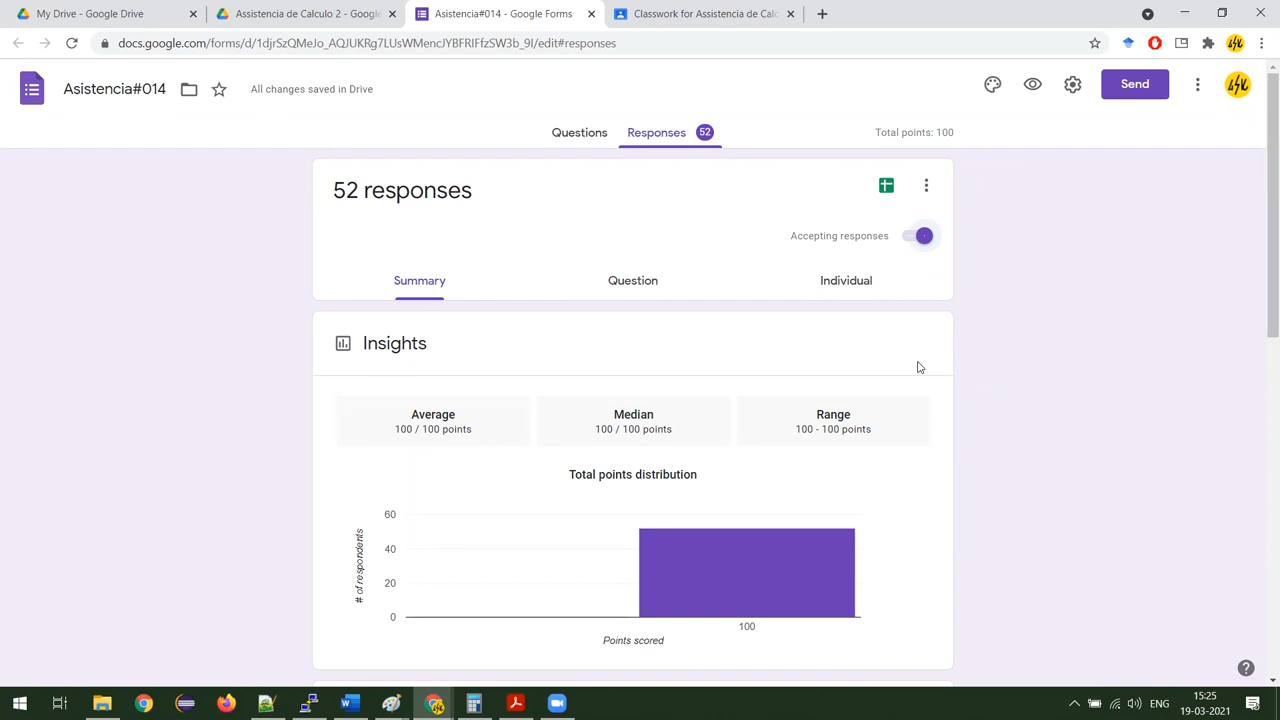 My Drive - Google Drive
Assistencia de Calculo 2 - Google
Asistencia#014 - Google Forms
Classwork for Assistencia de Calc
docs.google.com/forms/d/1djrSzQMeJo_AQJUKRg7LUsWMencJYBFRIFfzSW3b_9I/edit#responses
Asistencia#014
All changes saved in Drive
Send
Questions
Responses
52
Total points: 100
52 responses
Accepting responses
Summary
Question
Individual
Insights
Average
100 / 100 points
Median
100 / 100 points
Range
100 - 100 points
Total points distribution
# of respondents
60
40
20
0
100
Points scored
ENG
15:25
19-03-2021